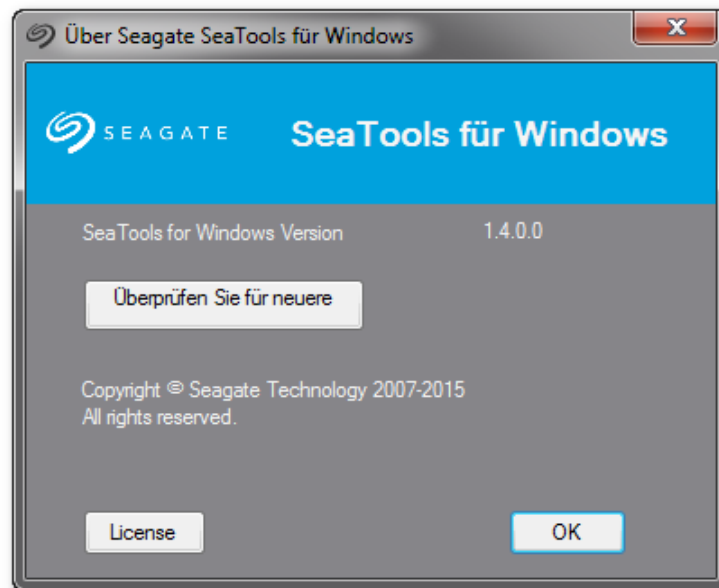 Über Seagate SeaTools für Windows
SEAGATE SeaTools für Windows
SeaTools for Windows Version 1.4.0.0
Überprüfen Sie für neuere
Copyright © Seagate Technology 2007-2015
All rights reserved.
License OK